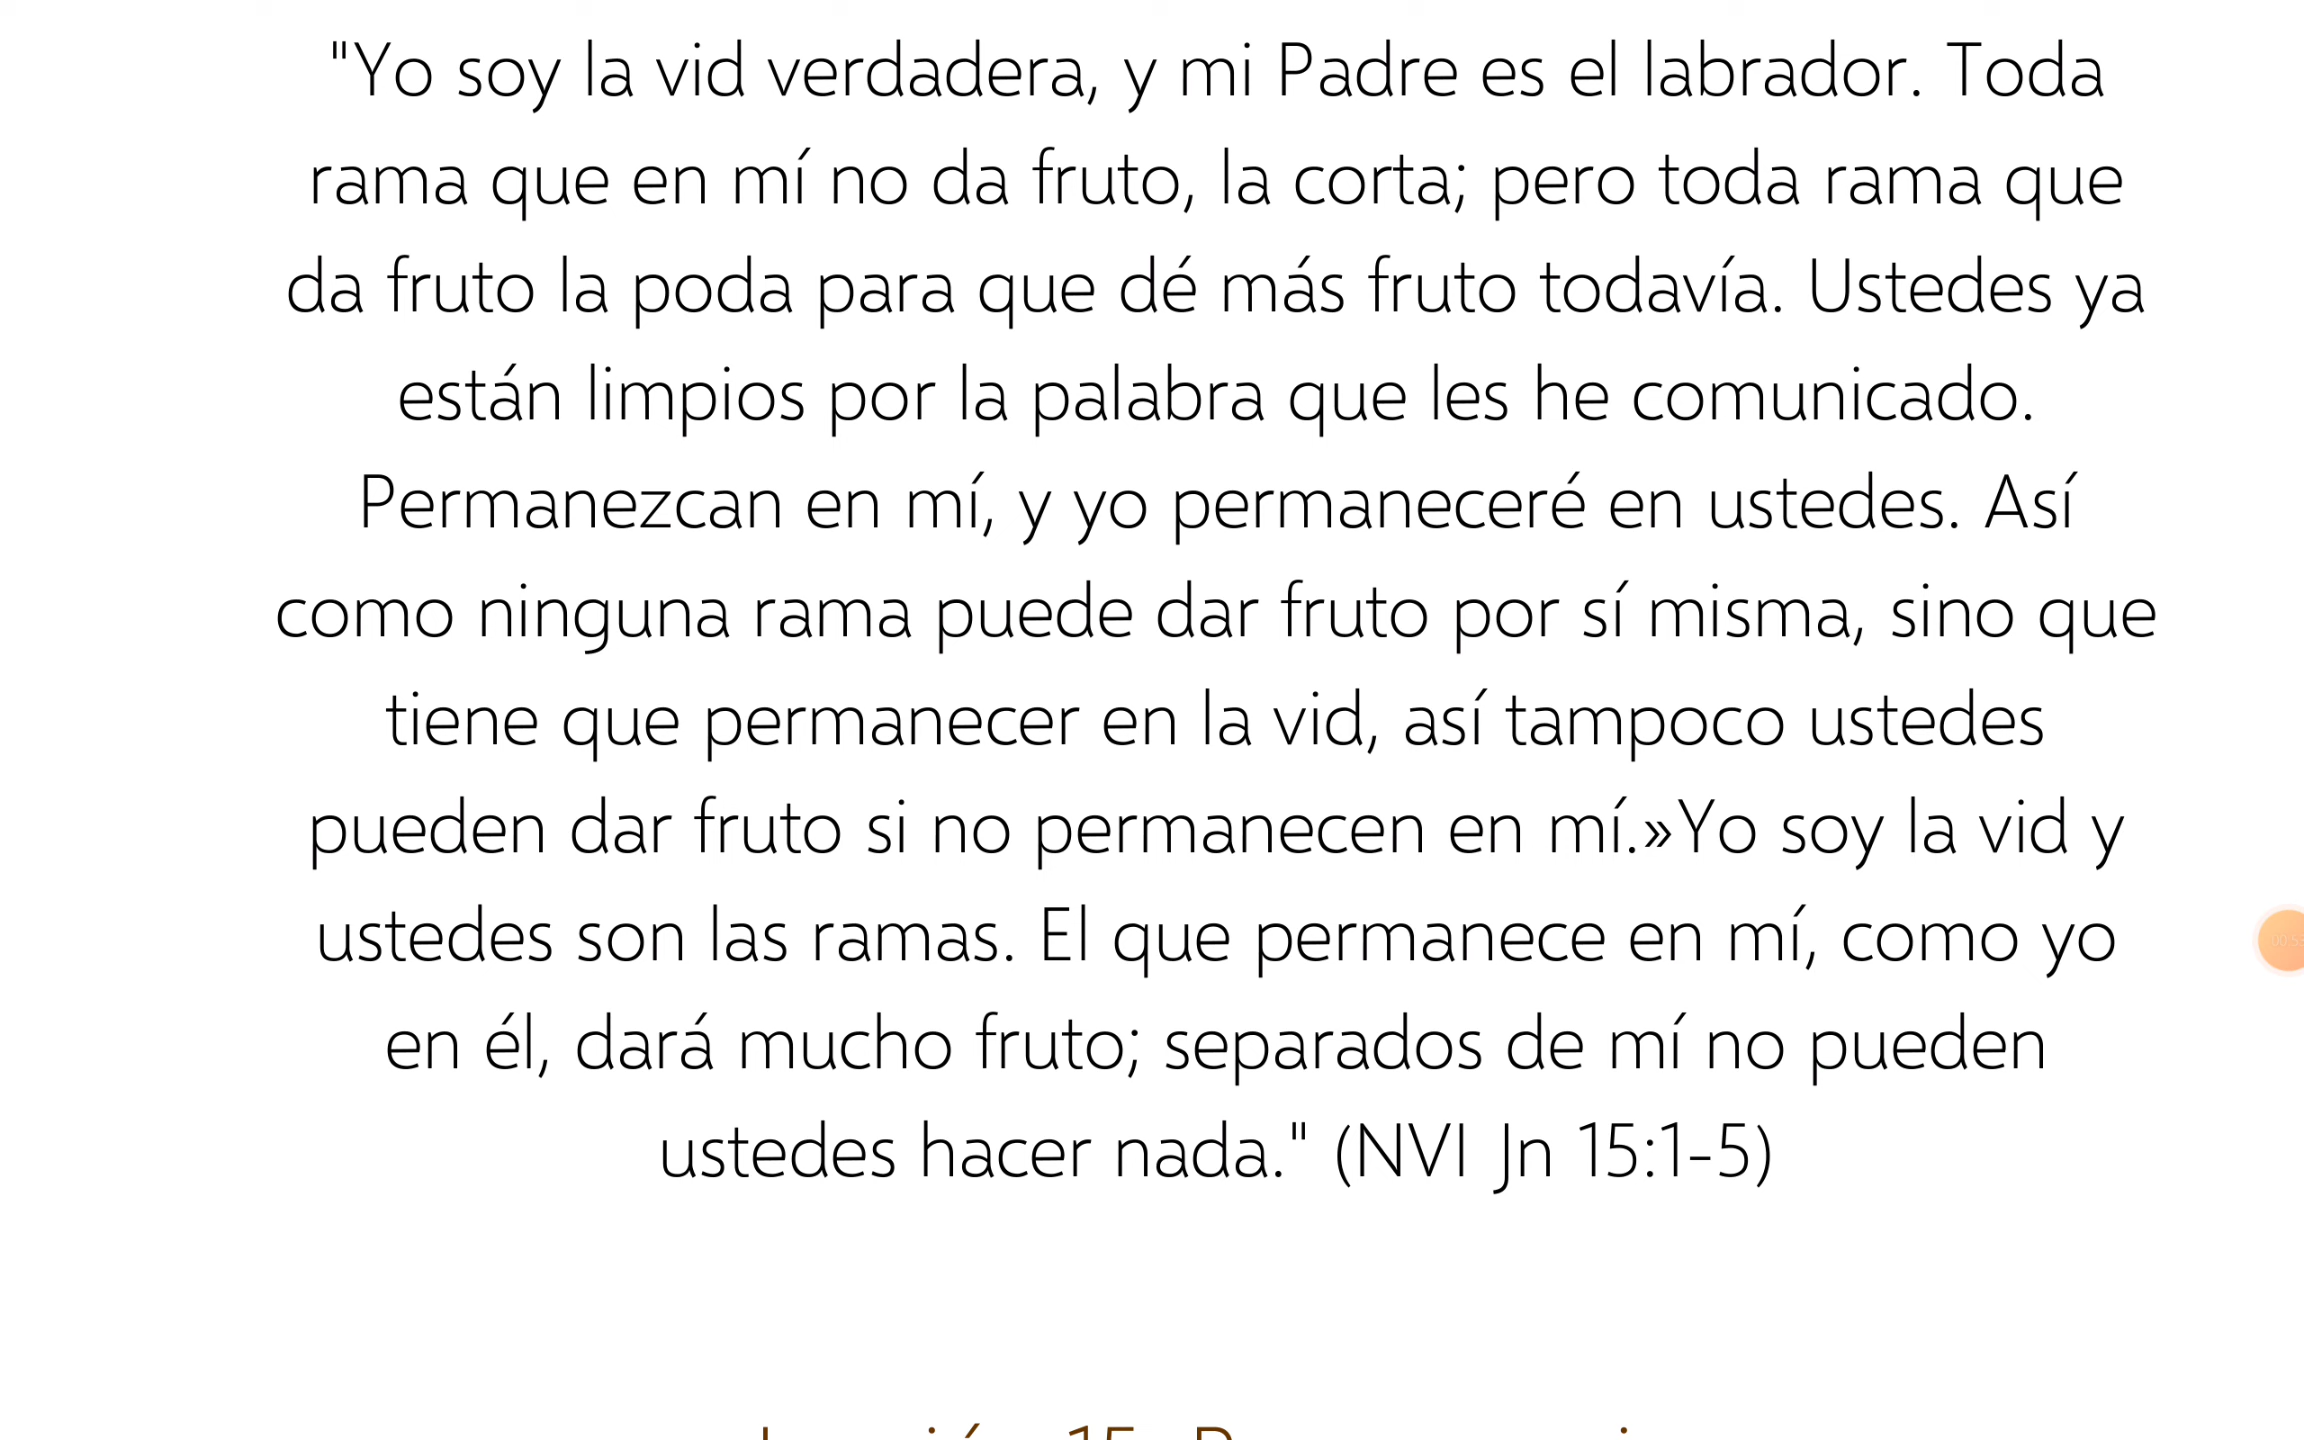 "Yo soy la vid verdadera, y mi Padre es el labrador. Toda
rama que en mí no da fruto, la corta; pero toda rama que
da fruto la poda para que dé más fruto todavía. Ustedes ya
están limpios por la palabra que les he comunicado.
Permanezcan en mí, y yo permaneceré en ustedes. Así
como ninguna rama puede dar fruto por sí misma, sino que
tiene que permanecer en la vid, así tampoco ustedes
pueden dar fruto si no permanecen en mí.»Yo soy la vid y
ustedes son las ramas. El que permanece en mí, como yo
en él, dará mucho fruto; separados de mí no pueden
ustedes hacer nada." (NVI Jn 15:1-5)